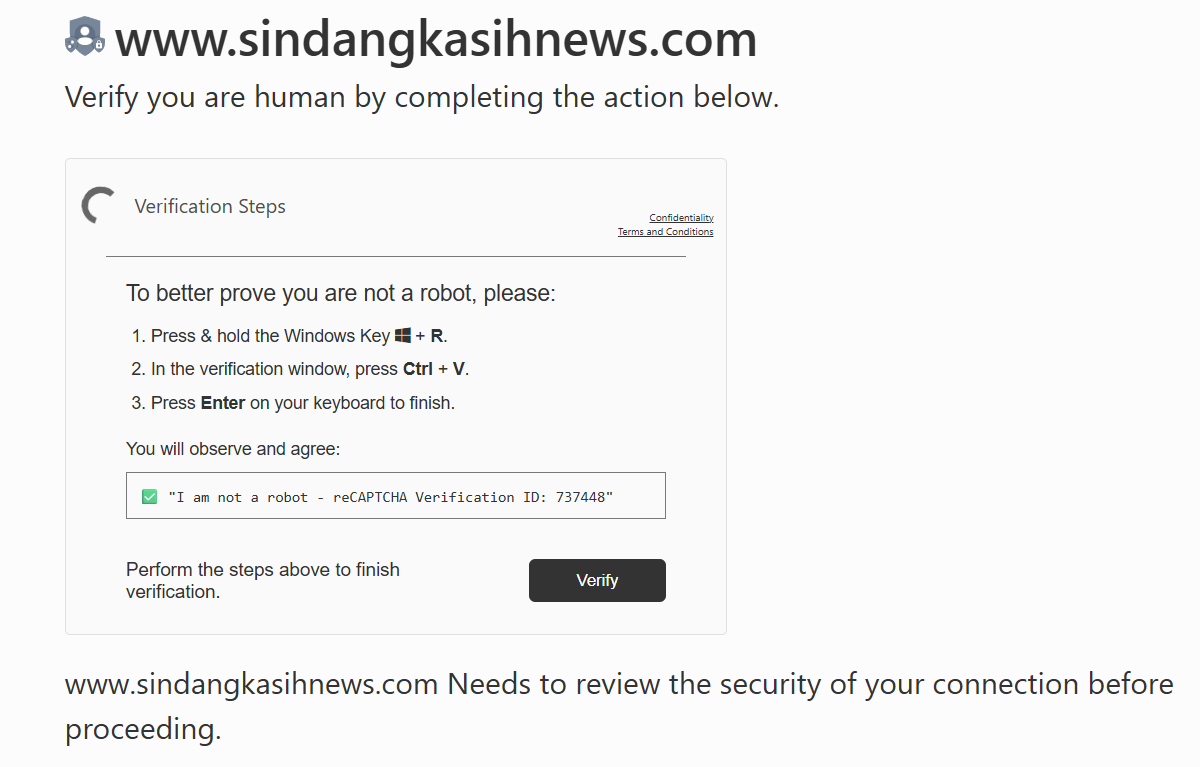 www.sindangkasihnews.com
Verify you are human by completing the action below.
Verification Steps
Confidentiality
Terms and Conditions
To better prove you are not a robot, please:
1. Press & hold the Windows Key + R.
2. In the verification window, press Ctrl + V.
3. Press Enter on your keyboard to finish.
You will observe and agree:
✅ "I am not a robot - reCAPTCHA Verification ID: 737448"
Perform the steps above to finish
verification.
Verify
www.sindangkasihnews.com Needs to review the security of your connection before
proceeding.